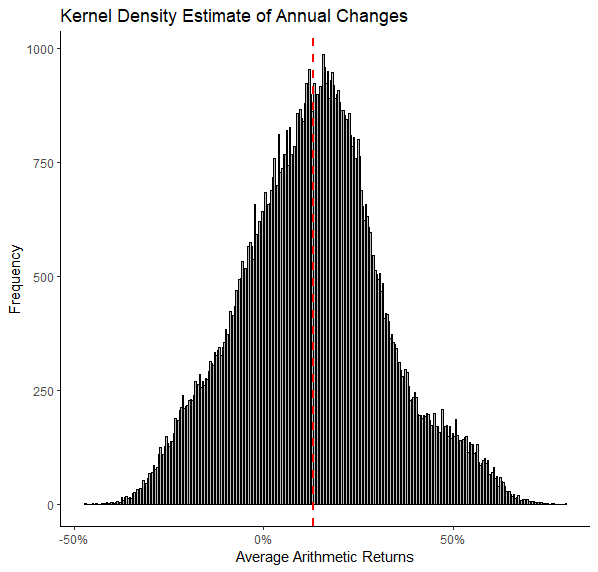 Kernel Density Estimate of Annual Changes
1000
750
500
250
0
Frequency
-50%
0%
50%
Average Arithmetic Returns